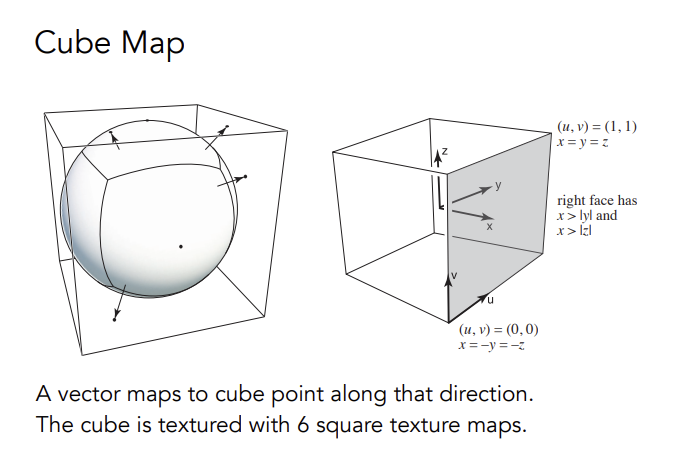 Cube Map
(u, v) = (1, 1)
x = y = z
z
y
x
right face has
x > |y| and
x > |z|
v
u
(u, v) = (0, 0)
x = −y = −z
A vector maps to cube point along that direction.
The cube is textured with 6 square texture maps.